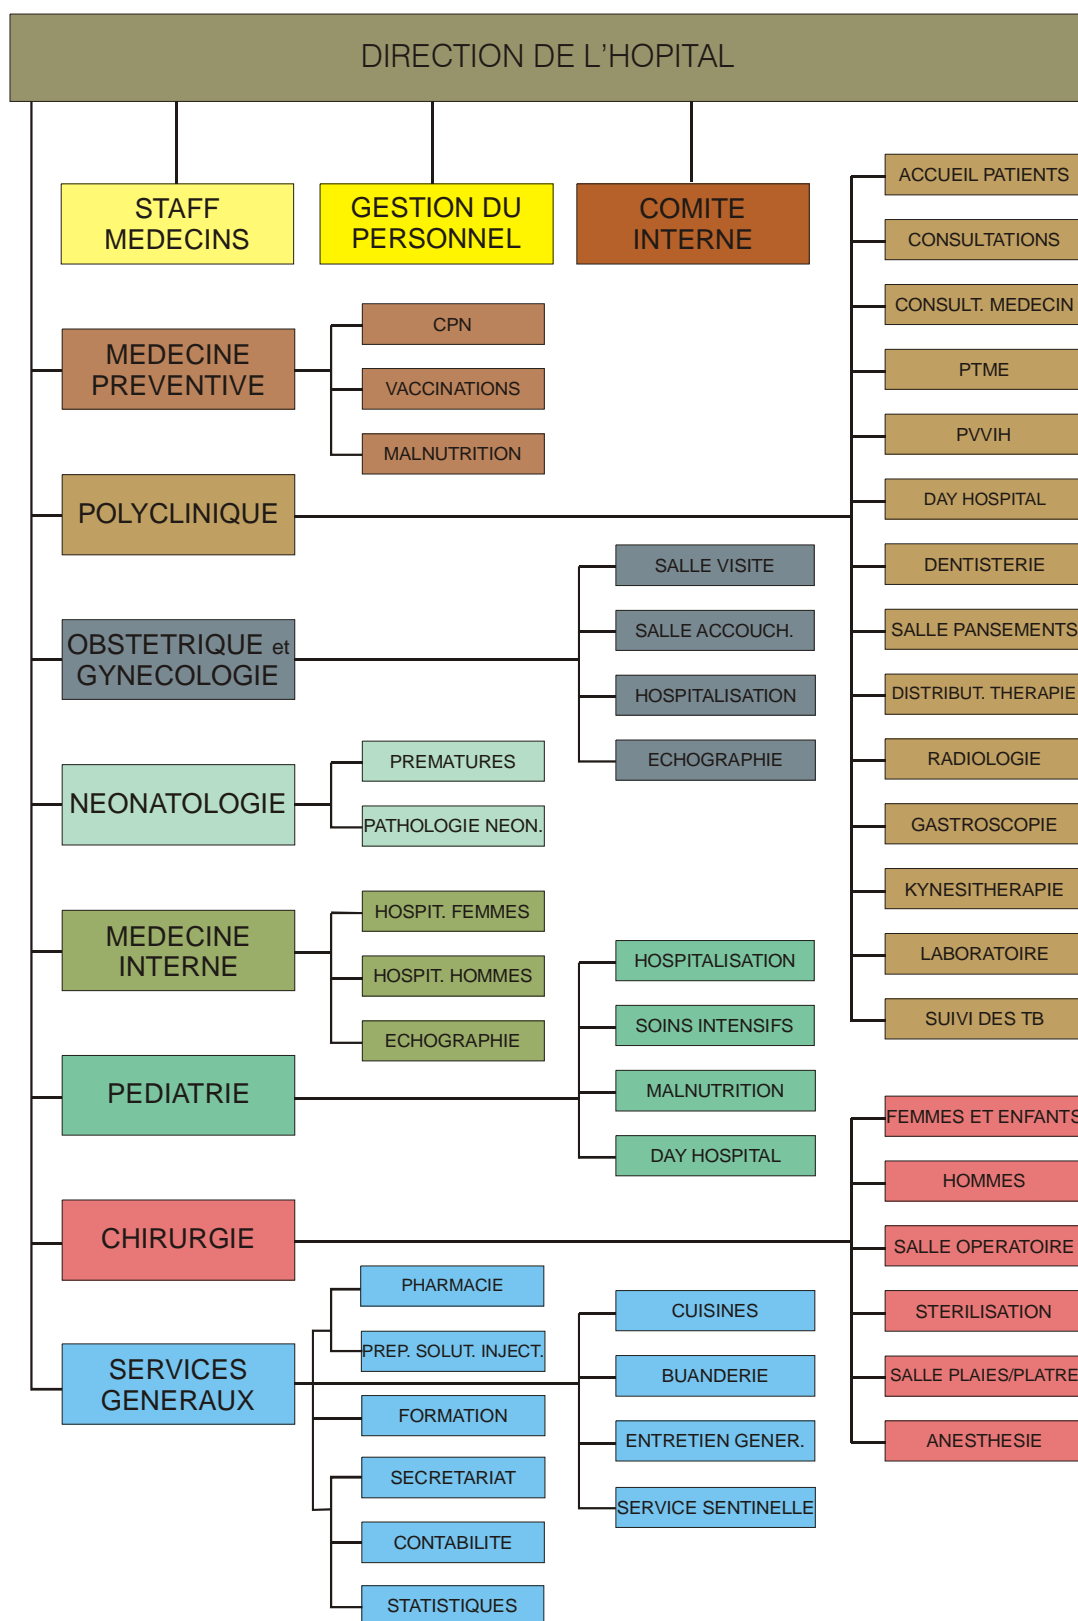 DIRECTION DE L'HOPITAL
STAFF
MEDECINS
GESTION DU
PERSONNEL
COMITE
INTERNE
MEDECINE
PREVENTIVE
CPN
VACCINATIONS
MALNUTRITION
POLYCLINIQUE
ACCUEIL PATIENTS
CONSULTATIONS
CONSULT. MEDECIN
PTME
PVVIH
DAY HOSPITAL
DENTISTERIE
SALLE PANSEMENTS
DISTRIBUT. THERAPIE
RADIOLOGIE
GASTROSCOPIE
KYNESITHERAPIE
LABORATOIRE
SUIVI DES TB
OBSTETRIQUE et
GYNECOLOGIE
SALLE VISITE
SALLE ACCOUCH.
HOSPITALISATION
ECHOGRAPHIE
NEONATOLOGIE
PREMATURES
PATHOLOGIE NEON.
MEDECINE
INTERNE
HOSPIT. FEMMES
HOSPIT. HOMMES
ECHOGRAPHIE
PEDIATRIE
HOSPITALISATION
SOINS INTENSIFS
MALNUTRITION
DAY HOSPITAL
CHIRURGIE
FEMMES ET ENFANTS
HOMMES
SALLE OPERATOIRE
STERILISATION
SALLE PLAIES/PLATRE
ANESTHESIE
SERVICES
GENERAUX
PHARMACIE
PREP. SOLUT. INJECT.
FORMATION
SECRETARIAT
CONTABILITE
STATISTIQUES
CUISINES
BUANDERIE
ENTRETIEN GENER.
SERVICE SENTINELLE